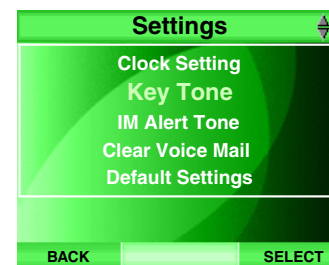 Settings
Clock Setting
Key Tone
IM Alert Tone
Clear Voice Mail
Default Settings
BACK SELECT